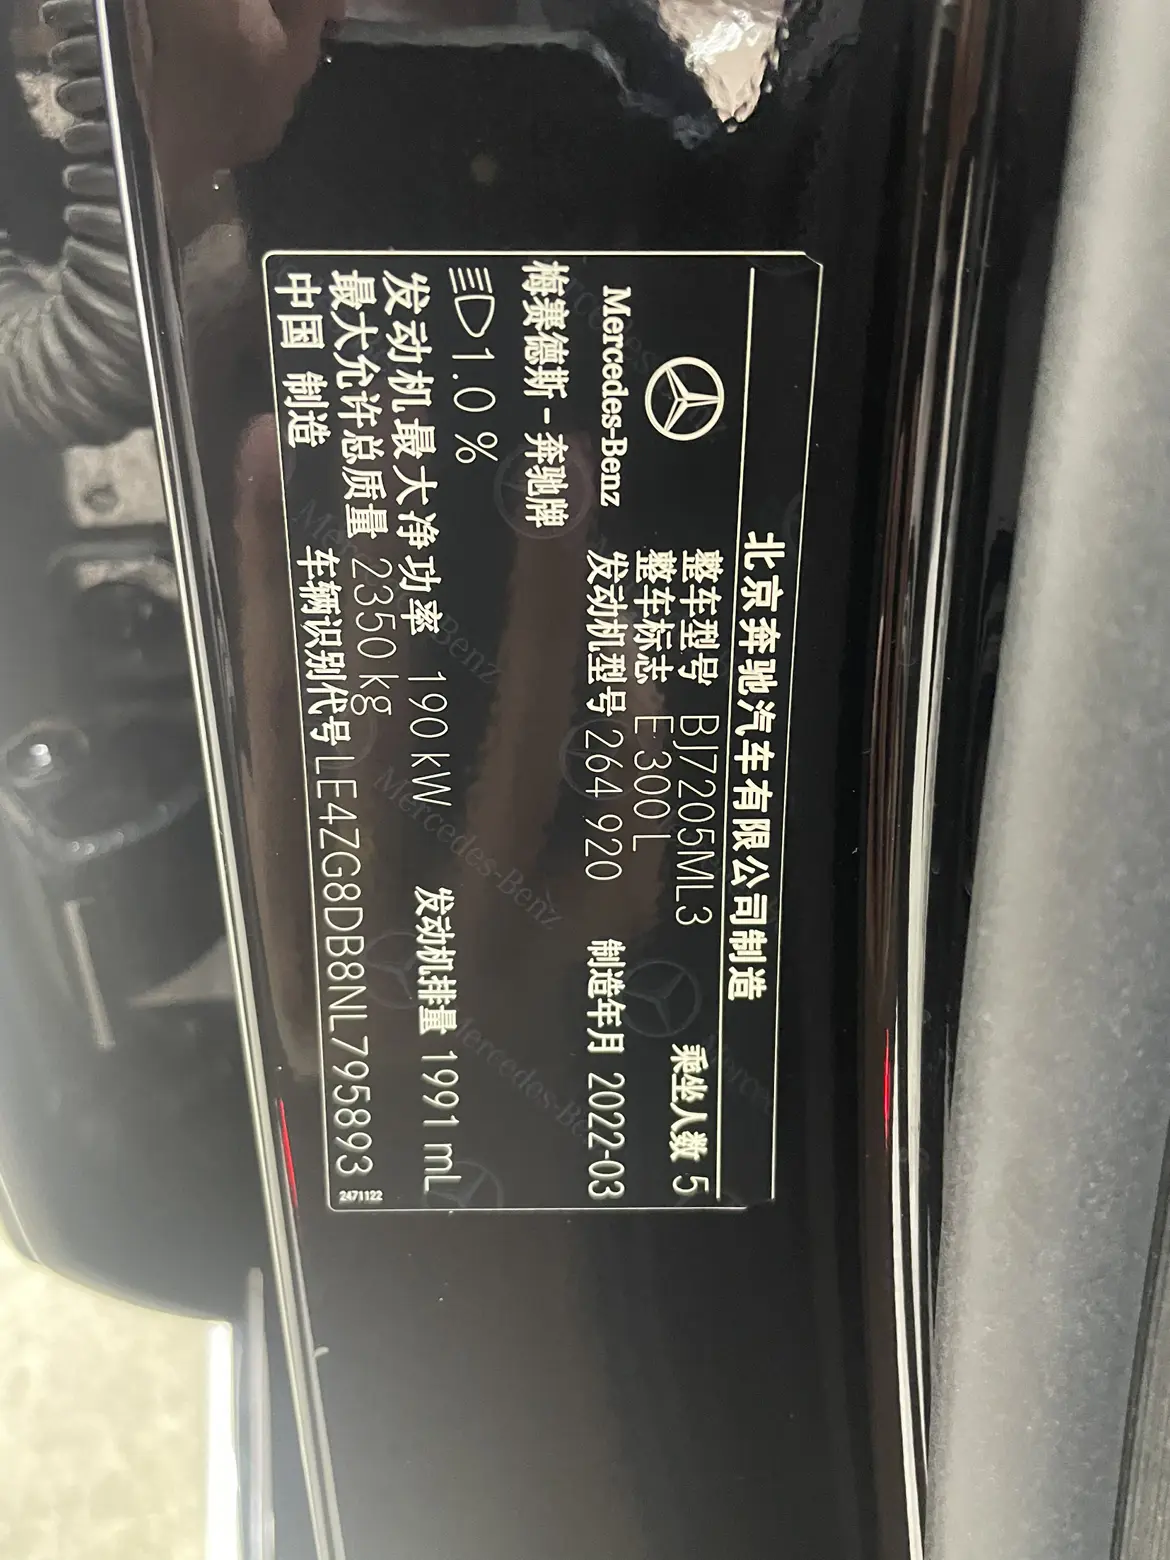 北京奔驰汽车有限公司制造
Mercedes-Benz
梅赛德斯-奔驰牌
整车型号 BJ7205ML3 乘坐人数 5
整车标志 E 300 L
发动机型号 264 920 制造年月 2022-03
1.0 %
发动机最大净功率 190 kW 发动机排量 1991 mL
最大允许总质量 2350 kg
中国 制造 车辆识别代号 LE4ZG8DB8NL795893
2471122